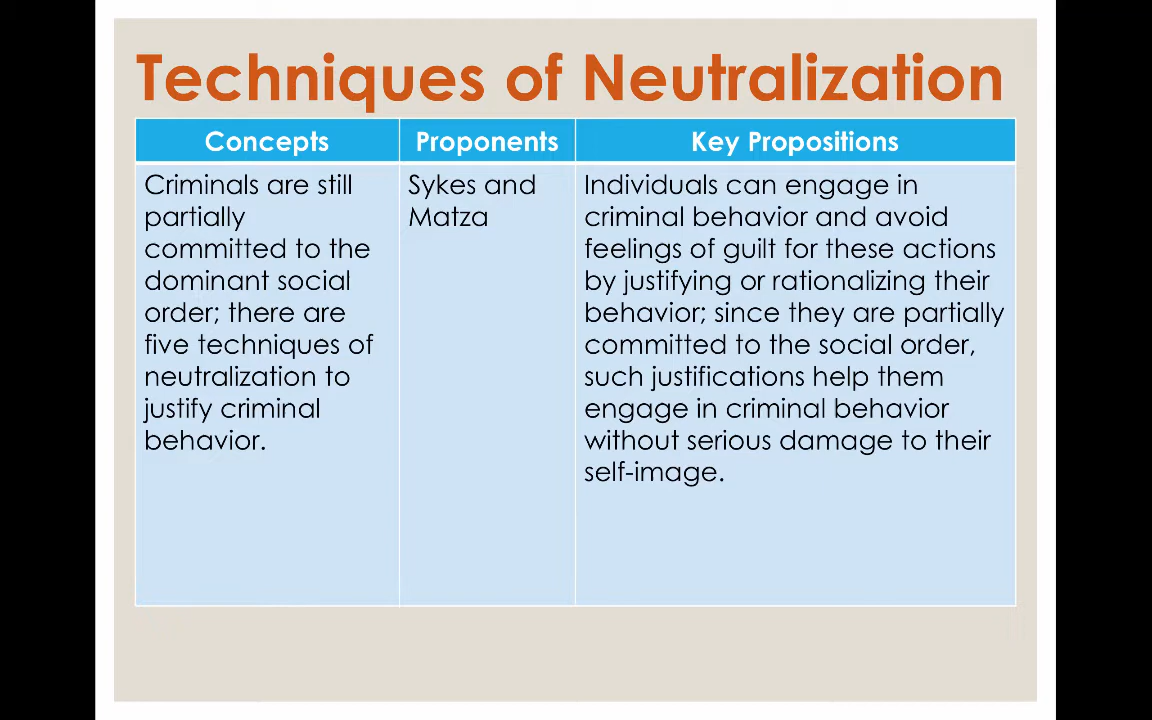 Techniques of Neutralization
Concepts
Proponents
Key Propositions
Criminals are still
partially
committed to the
dominant social
order; there are
five techniques of
neutralization to
justify criminal
behavior.
Sykes and
Matza
Individuals can engage in
criminal behavior and avoid
feelings of guilt for these actions
by justifying or rationalizing their
behavior; since they are partially
committed to the social order,
such justifications help them
engage in criminal behavior
without serious damage to their
self-image.